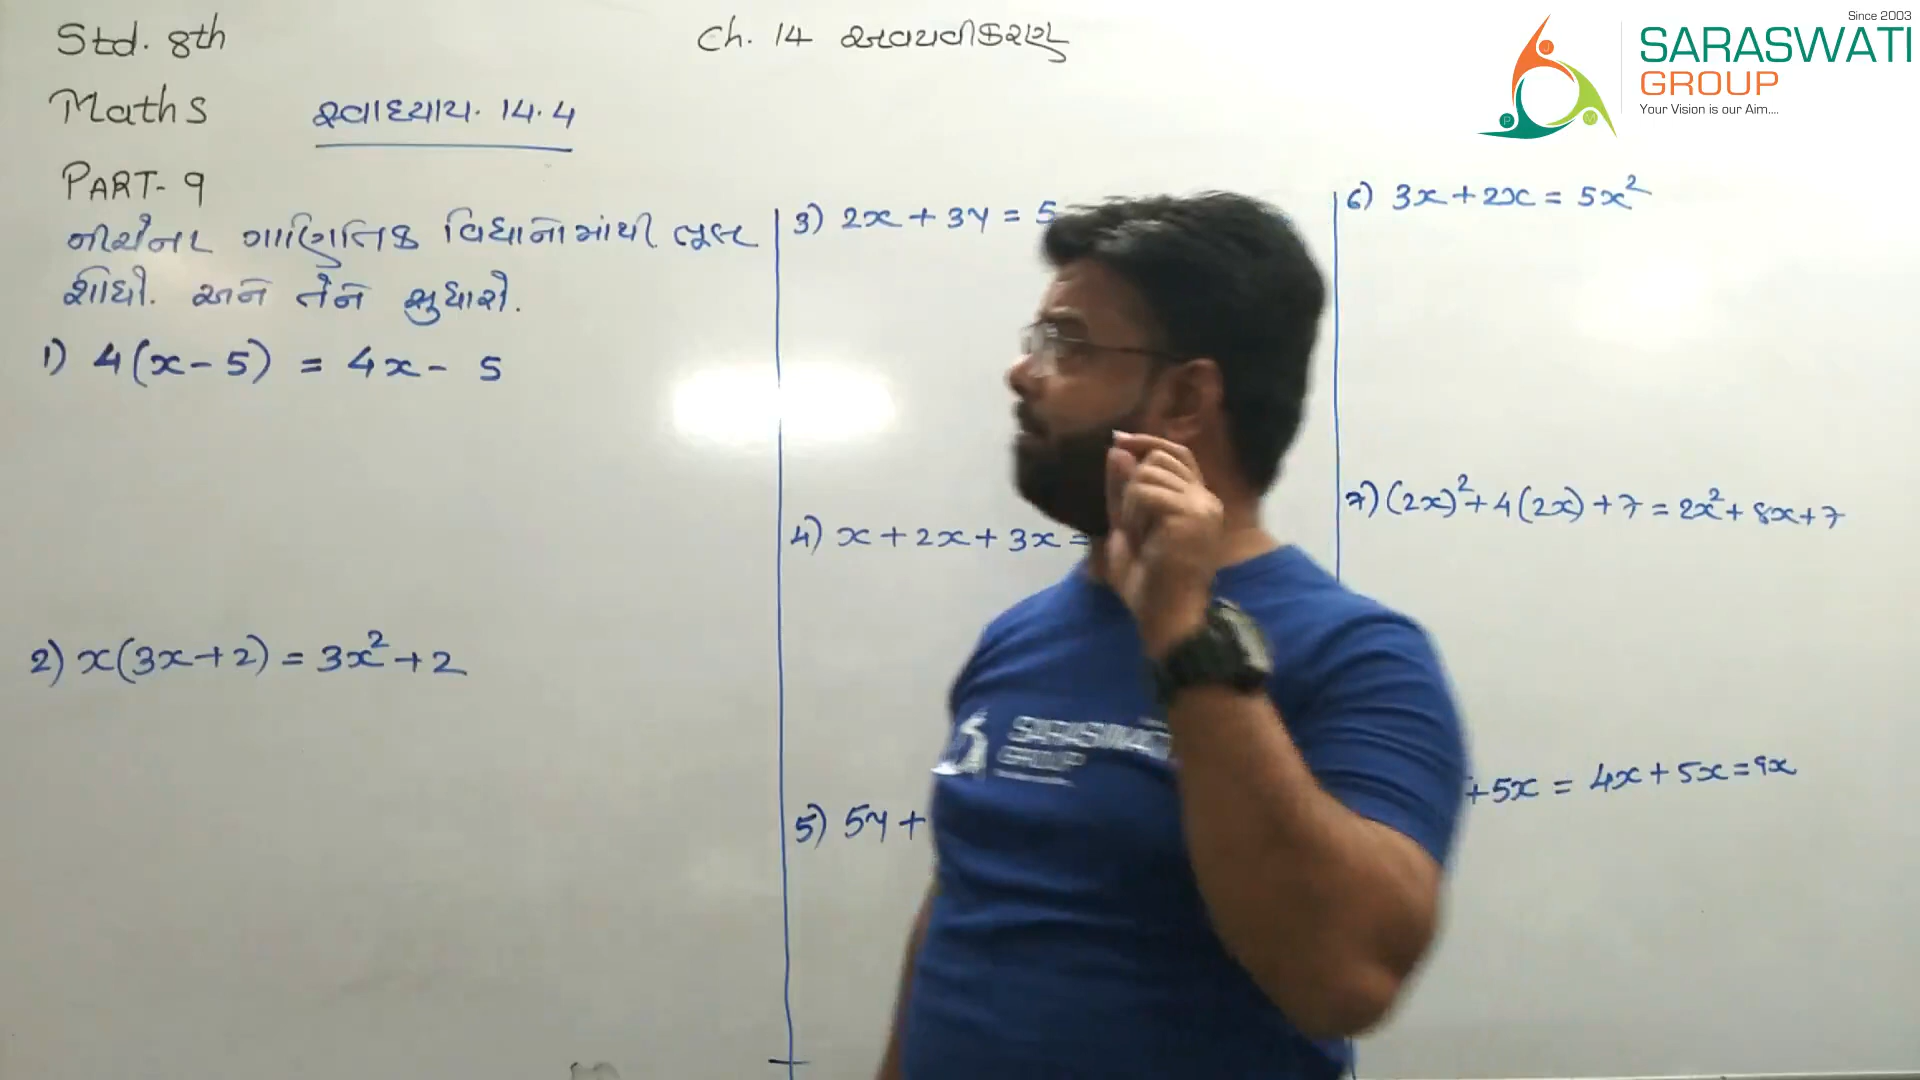 Std. 8th
Ch. 14 અવયવીકરણ
Since 2003
SARASWATI
GROUP
Your Vision is our Aim....
Maths
સ્વાધ્યાય. 14.4
PART- 9
નીચેના ગાણિતિક વિધાનોમાંથી ભૂલ
શોધો. અને તેને સુધારો.
1) 4(x-5) = 4x- 5
2) x(3x+2) = 3x²+2
3) 2x+3y = 5
4) x+2x+3x =
5) 5y+
6) 3x+2x = 5x²
7) (2x)²+4(2x)+7 = 2x²+8x+7
+5x = 4x+5x=9x
SARASWATI
GROUP